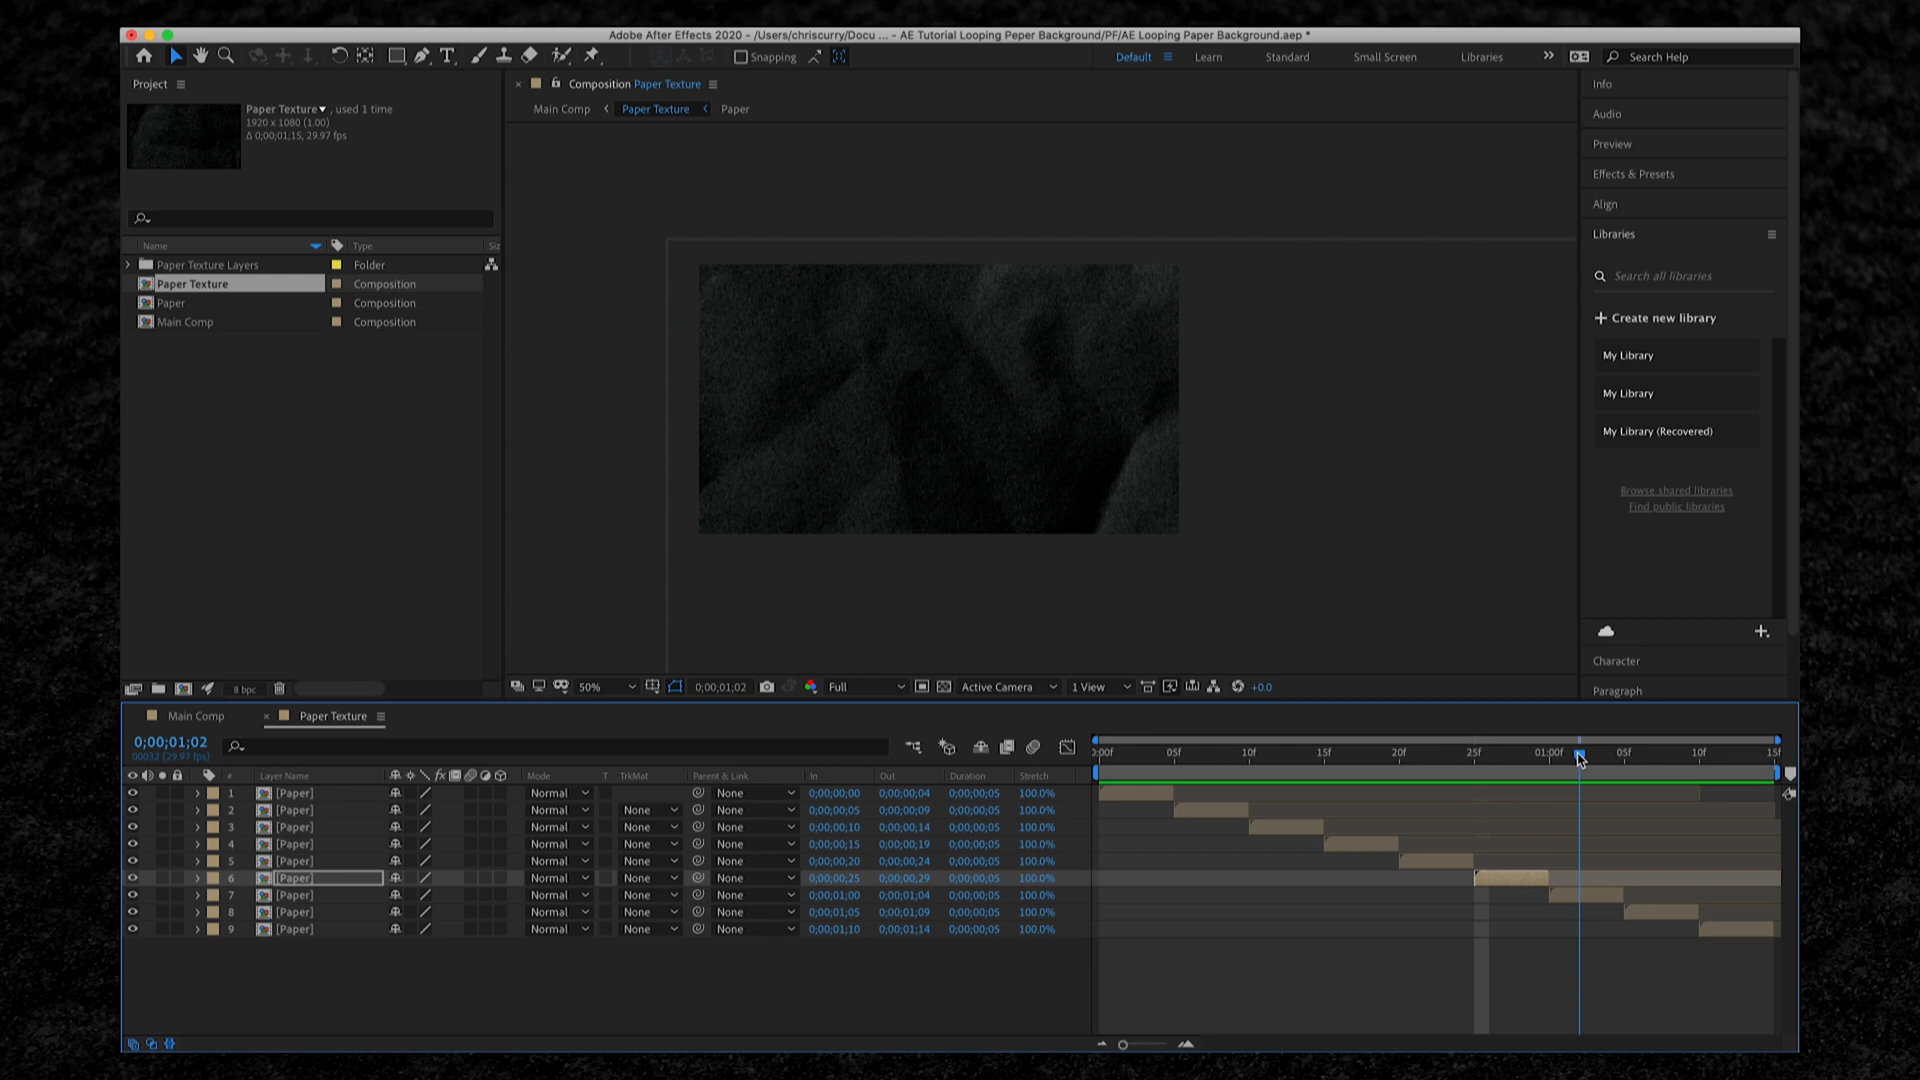 Adobe After Effects 2020 - /Users/chriscurry/Docu ... - AE Tutorial Looping Peper Background/PF/AE Looping Paper Background.aep *
Snapping
Default
Learn
Standard
Small Screen
Libraries
Search Help
Project
Paper Texture , used 1 time
1920 x 1080 (1.00)
Δ 0;00;01;15, 29.97 fps
Name Type Siz
Paper Texture Layers Folder
Paper Texture Composition
Paper Composition
Main Comp Composition
8 bpc
Composition Paper Texture
Main Comp Paper Texture Paper
50% 0;00;01;02 Full Active Camera 1 View +0.0
Info
Audio
Preview
Effects & Presets
Align
Libraries
Search all libraries
Create new library
My Library
My Library
My Library (Recovered)
Browse shared libraries
Find public libraries
Character
Paragraph
Main Comp
Paper Texture
0;00;01;02
00032 (29.97 fps)
# Layer Name fx Mode T TrkMat Parent & Link In Out Duration Stretch
0:00f 05f 10f 15f 20f 25f 01:00f 05f 10f 15f
1 [Paper] Normal None 0;00;00;00 0;00;00;04 0;00;00;05 100.0%
2 [Paper] Normal None None 0;00;00;05 0;00;00;09 0;00;00;05 100.0%
3 [Paper] Normal None None 0;00;00;10 0;00;00;14 0;00;00;05 100.0%
4 [Paper] Normal None None 0;00;00;15 0;00;00;19 0;00;00;05 100.0%
5 [Paper] Normal None None 0;00;00;20 0;00;00;24 0;00;00;05 100.0%
6 [Paper] Normal None None 0;00;00;25 0;00;00;29 0;00;00;05 100.0%
7 [Paper] Normal None None 0;00;01;00 0;00;01;04 0;00;00;05 100.0%
8 [Paper] Normal None None 0;00;01;05 0;00;01;09 0;00;00;05 100.0%
9 [Paper] Normal None None 0;00;01;10 0;00;01;14 0;00;00;05 100.0%